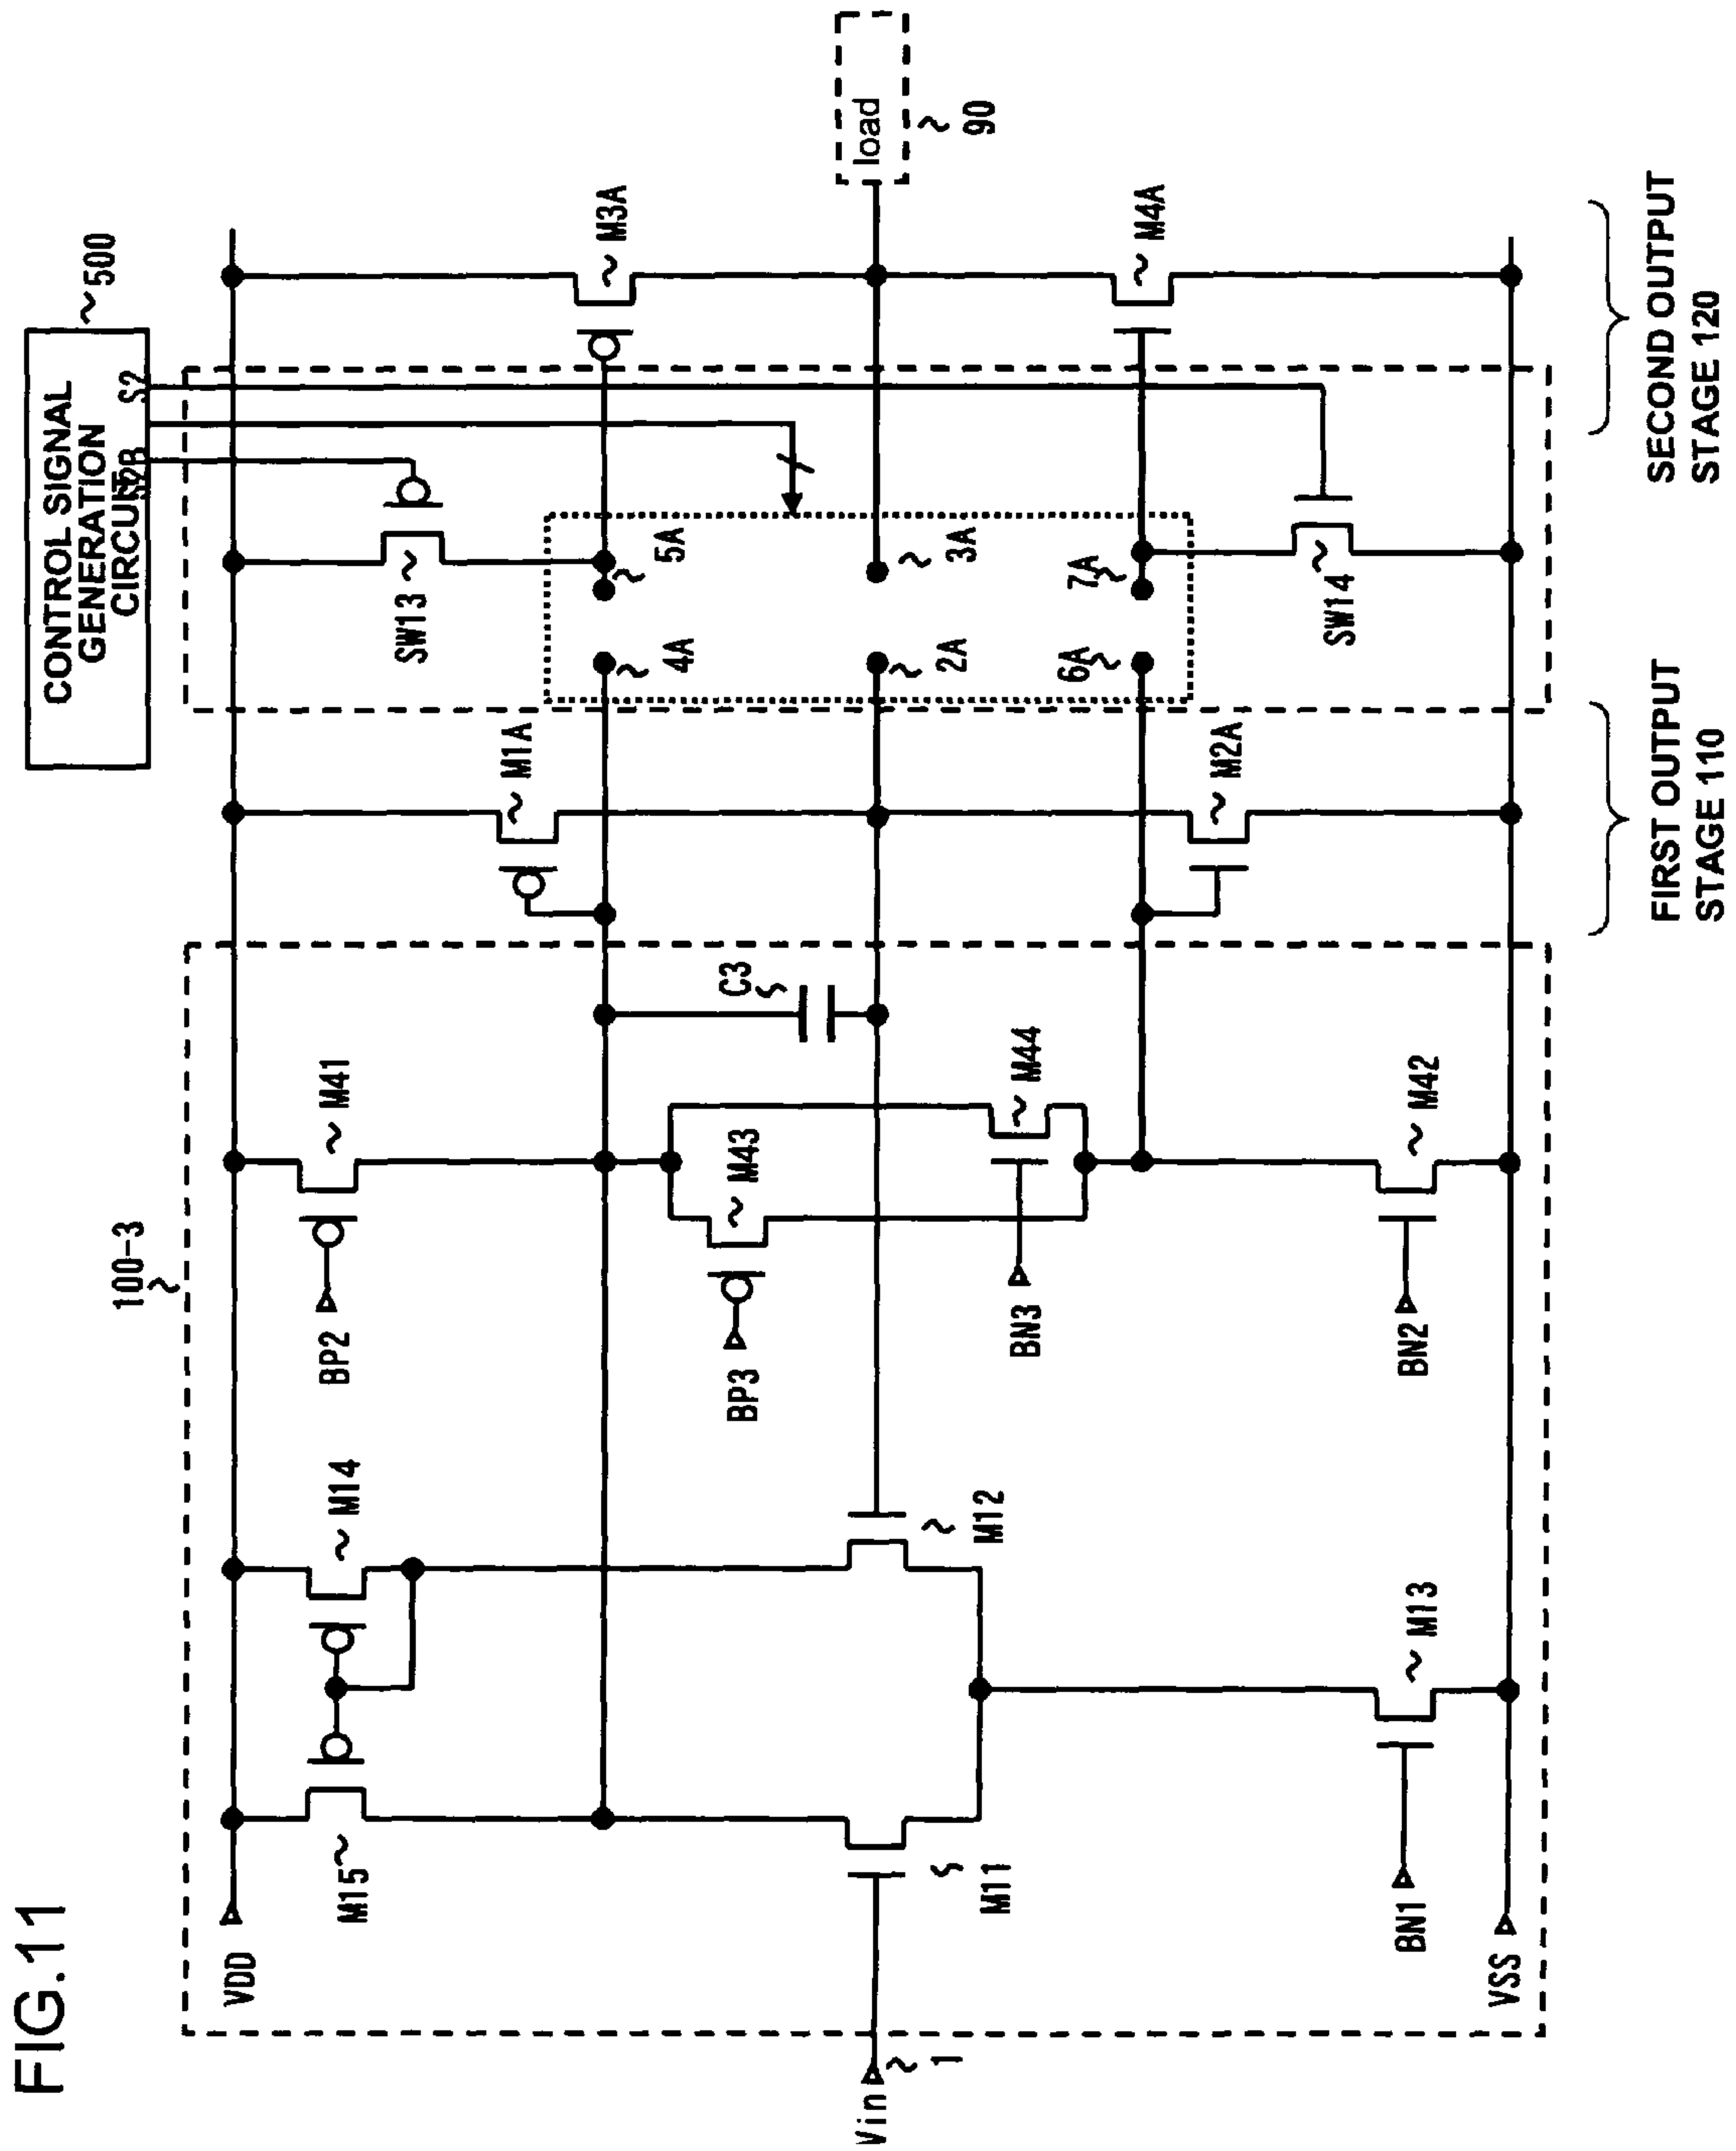 FIG.11
CONTROL SIGNAL
GENERATION
CIRCUIT
S2B
S2
500
100-3
VDD
M15
M14
BP2
M41
M1A
SW13
M3A
BP3
M43
C3
4A
5A
Vin
1
M11
M12
BN3
M44
2A
3A
load
90
6A
7A
M2A
SW14
M4A
BN1
M13
BN2
M42
VSS
FIRST OUTPUT
STAGE 110
SECOND OUTPUT
STAGE 120